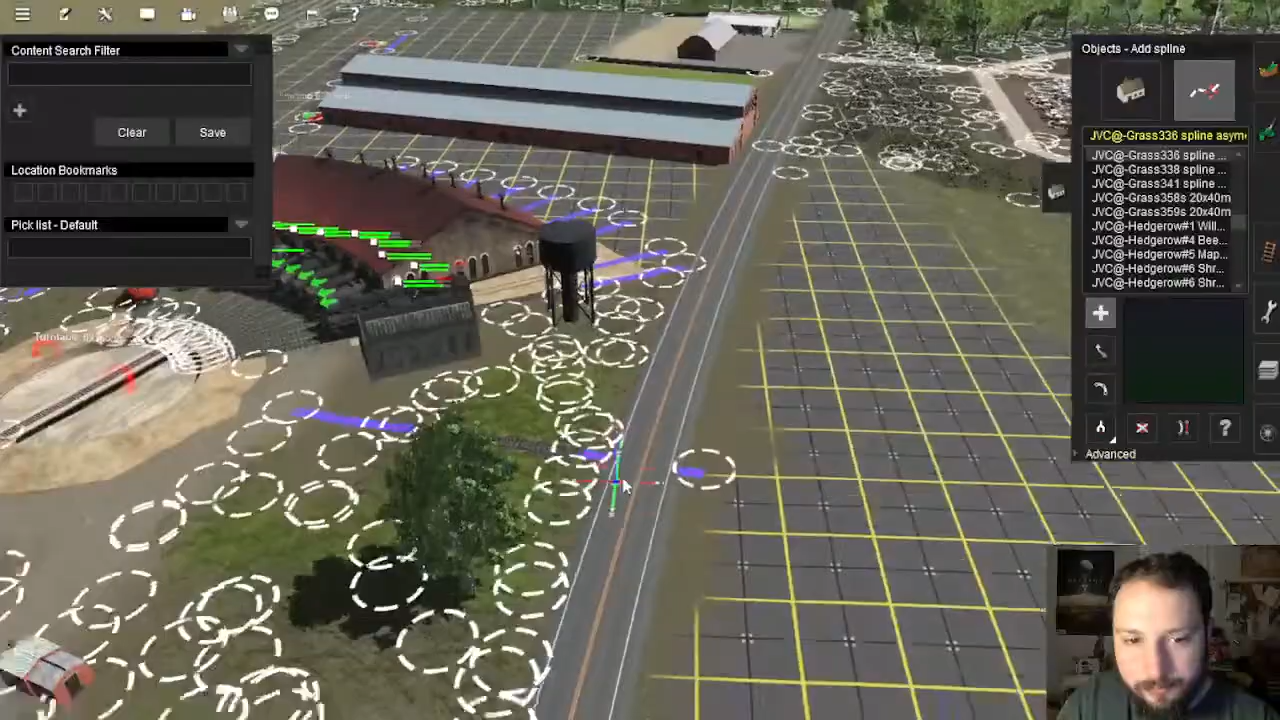 Content Search Filter
Clear
Save
Location Bookmarks
Pick list - Default
Objects - Add spline
JVC@-Grass336 spline asym
JVC@-Grass336 spline ...
JVC@-Grass338 spline ...
JVC@-Grass341 spline ...
JVC@-Grass358s 20x40m
JVC@-Grass359s 20x40m
JVC@-Hedgerow#1 Will...
JVC@-Hedgerow#4 Bee...
JVC@-Hedgerow#5 Map...
JVC@-Hedgerow#6 Shr...
JVC@-Hedgerow#6 Shr...
Advanced